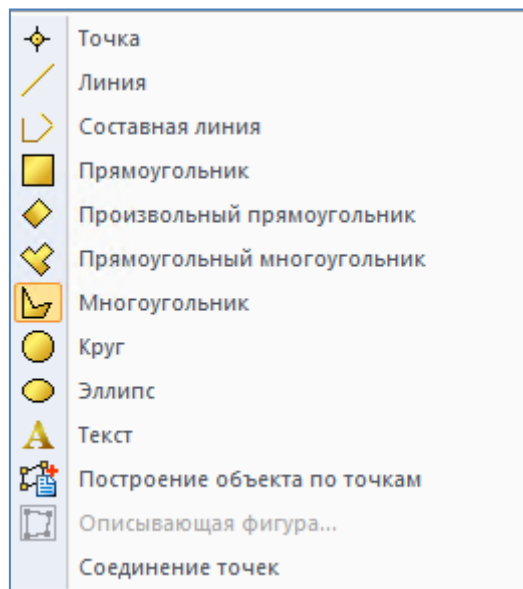 Точка
Линия
Составная линия
Прямоугольник
Произвольный прямоугольник
Прямоугольный многоугольник
Многоугольник
Круг
Эллипс
Текст
Построение объекта по точкам
Описывающая фигура...
Соединение точек